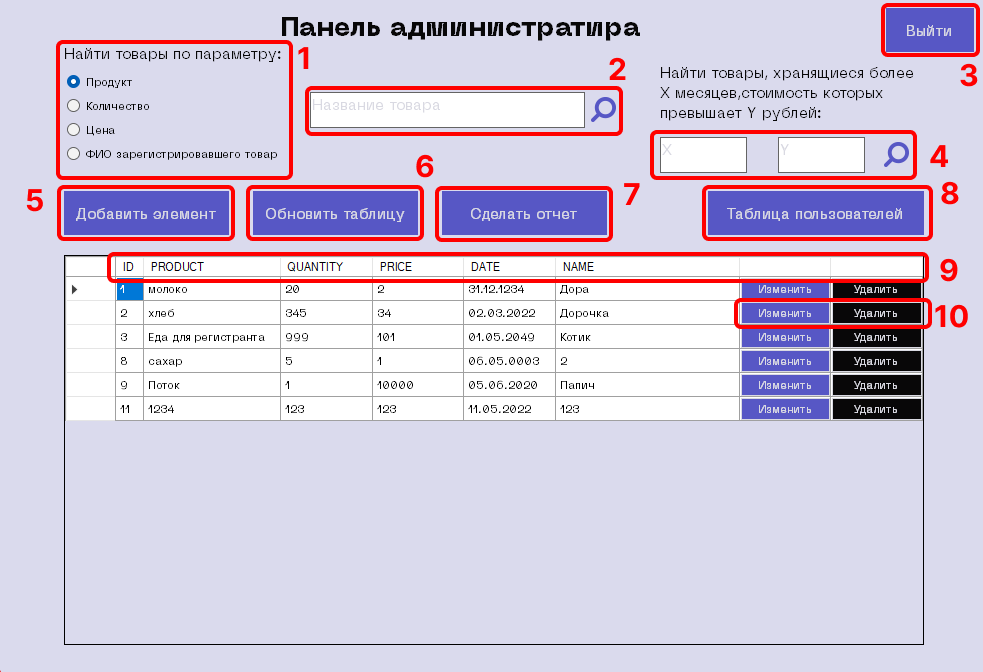 Панель администратира
Выйти
3
Найти товары по параметру:
1
Продукт
Количество
Цена
ФИО зарегистрировавшего товар
2
Название товара
Найти товары, хранящиеся более
X месяцев,стоимость которых
превышает Y рублей:
X
Y
4
5
Добавить элемент
6
Обновить таблицу
7
Сделать отчет
8
Таблица пользователей
9
ID PRODUCT QUANTITY PRICE DATE NAME
1 молоко 20 2 31.12.1234 Дора Изменить Удалить
2 хлеб 345 34 02.03.2022 Дорочка Изменить Удалить 10
3 Еда для регистранта 999 101 01.05.2049 Котик Изменить Удалить
8 сахар 5 1 06.05.0003 2 Изменить Удалить
9 Поток 1 10000 05.06.2020 Папич Изменить Удалить
11 1234 123 123 11.05.2022 123 Изменить Удалить